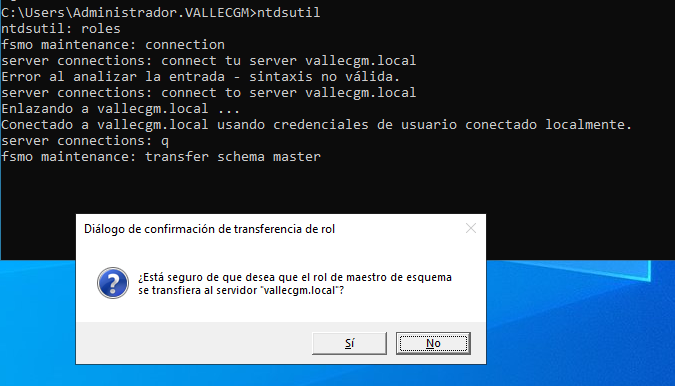 C:\Users\Administrador.VALLECGM>ntdsutil
ntdsutil: roles
fsmo maintenance: connection
server connections: connect tu server vallecgm.local
Error al analizar la entrada - sintaxis no válida.
server connections: connect to server vallecgm.local
Enlazando a vallecgm.local ...
Conectado a vallecgm.local usando credenciales de usuario conectado localmente.
server connections: q
fsmo maintenance: transfer schema master
Diálogo de confirmación de transferencia de rol
¿Está seguro de que desea que el rol de maestro de esquema
se transfiera al servidor "vallecgm.local"?
Sí
No